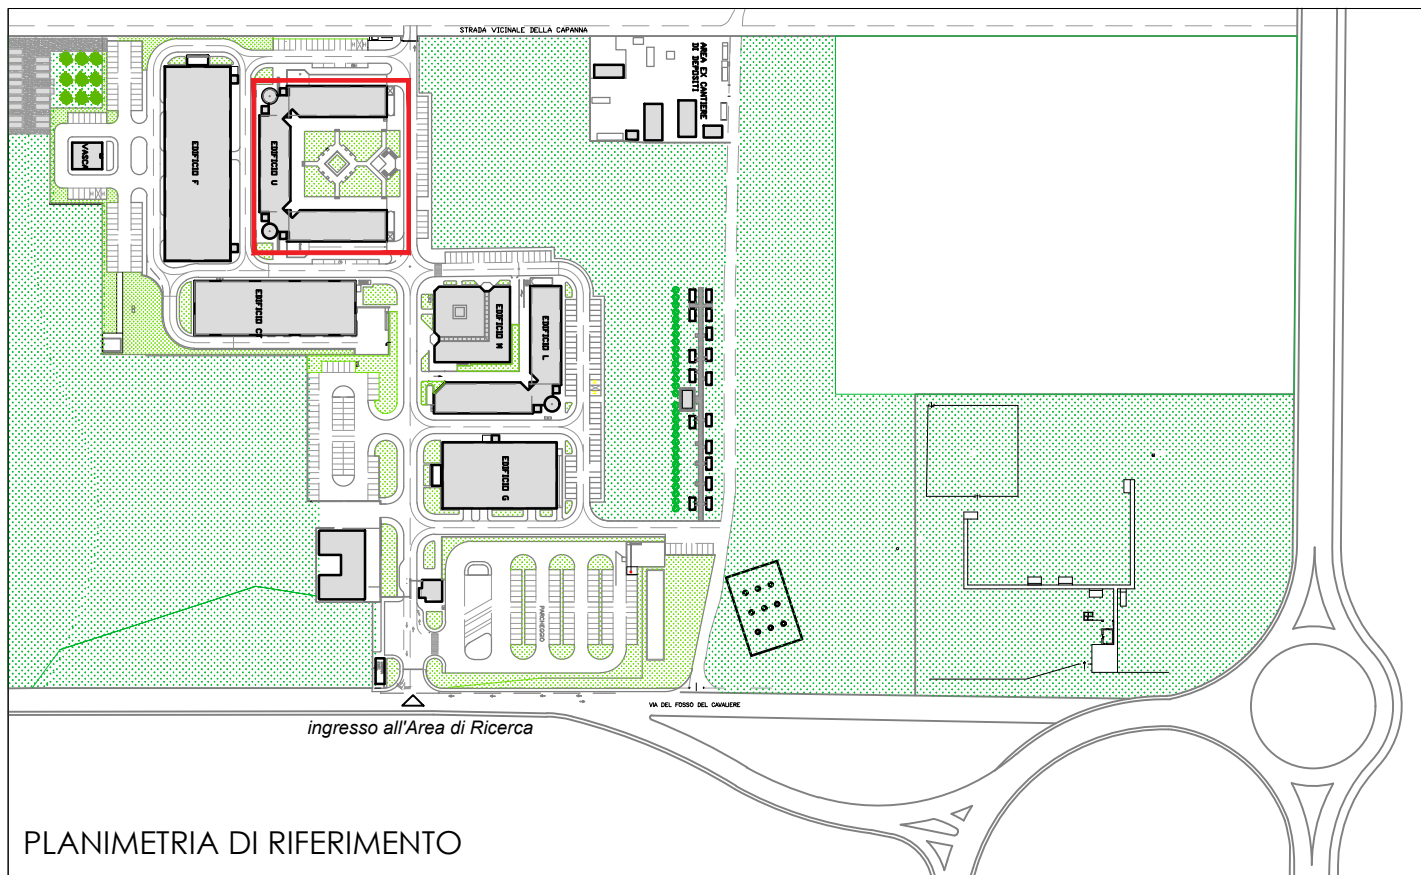 STRADA VICINALE DELLA CAPANNA
AREA EX CANTIERE
DI DEPOSITI
VASCA
EDIFICIO F
EDIFICIO U
EDIFICIO CT
EDIFICIO M
EDIFICIO L
EDIFICIO G
PARCHEGGIO
VIA DEL FOSSO DEL CAVALIERE
ingresso all'Area di Ricerca
PLANIMETRIA DI RIFERIMENTO